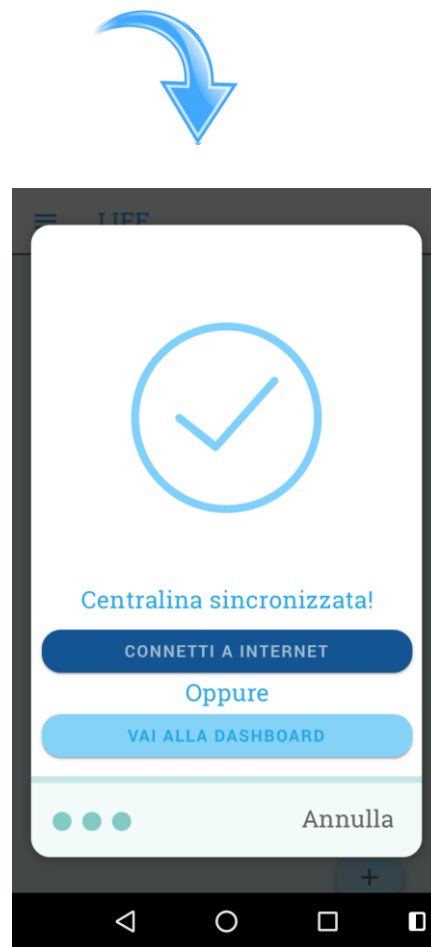 Centralina sincronizzata!
CONNETTI A INTERNET
Oppure
VAI ALLA DASHBOARD
Annulla
+